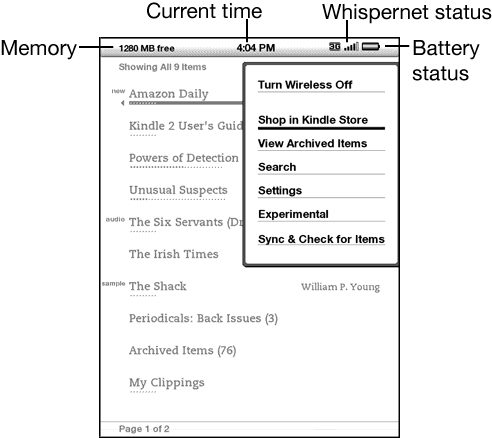 Current time
Whispernet status
Memory
1280 MB free
4:04 PM
3G
Battery
status
Showing All 9 Items
new
Amazon Daily
Kindle 2 User's Guid
Powers of Detection
Unusual Suspects
audio
The Six Servants (Dr
The Irish Times
sample
The Shack
William P. Young
Periodicals: Back Issues (3)
Archived Items (76)
My Clippings
Page 1 of 2
Turn Wireless Off
Shop in Kindle Store
View Archived Items
Search
Settings
Experimental
Sync & Check for Items